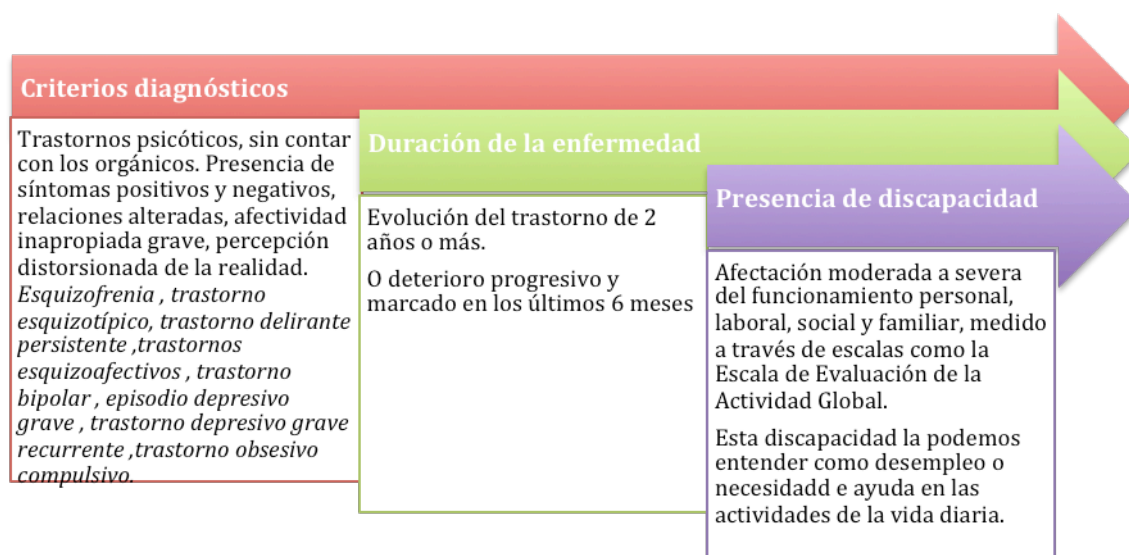 Criterios diagnósticos
Trastornos psicóticos, sin contar
con los orgánicos. Presencia de
síntomas positivos y negativos,
relaciones alteradas, afectividad
inapropiada grave, percepción
distorsionada de la realidad.
Esquizofrenia , trastorno
esquizotípico, trastorno delirante
persistente ,trastornos
esquizoafectivos , trastorno
bipolar , episodio depresivo
grave , trastorno depresivo grave
recurrente ,trastorno obsesivo
compulsivo.
Duración de la enfermedad
Evolución del trastorno de 2
años o más.
O deterioro progresivo y
marcado en los últimos 6 meses
Presencia de discapacidad
Afectación moderada a severa
del funcionamiento personal,
laboral, social y familiar, medido
a través de escalas como la
Escala de Evaluación de la
Actividad Global.
Esta discapacidad la podemos
entender como desempleo o
necesidadd e ayuda en las
actividades de la vida diaria.